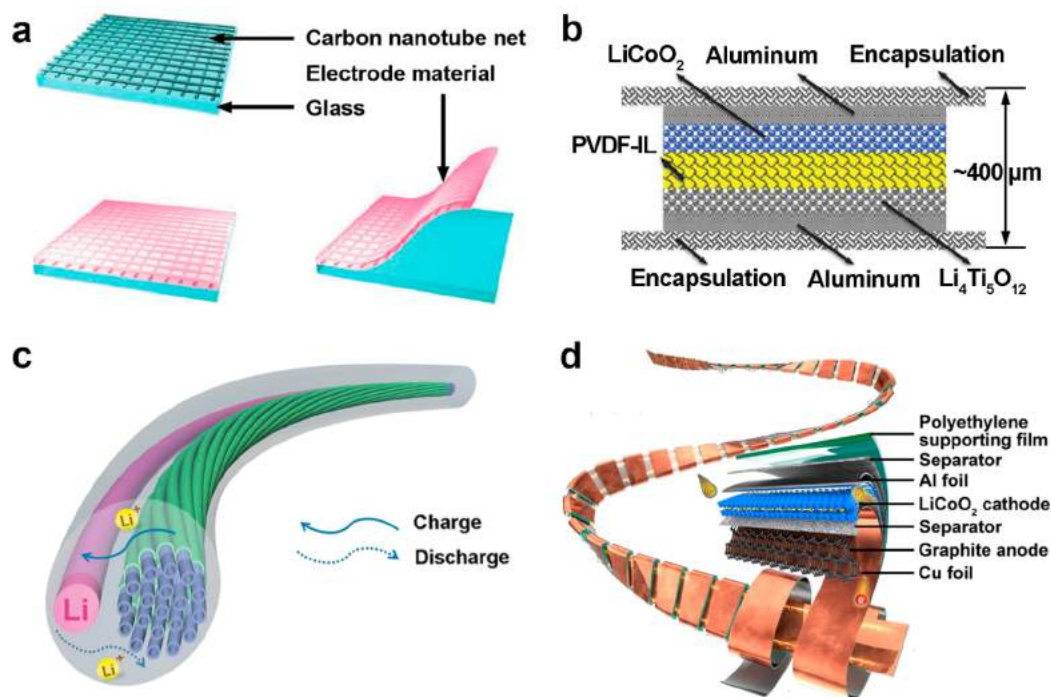 a
Carbon nanotube net
Electrode material
Glass
b
LiCoO₂
Aluminum
Encapsulation
PVDF-IL
~400 μm
Encapsulation
Aluminum
Li₄Ti₅O₁₂
c
Li⁺
Charge
Discharge
Li
Li⁺
d
Polyethylene
supporting film
Separator
Al foil
LiCoO₂ cathode
Separator
Graphite anode
Cu foil